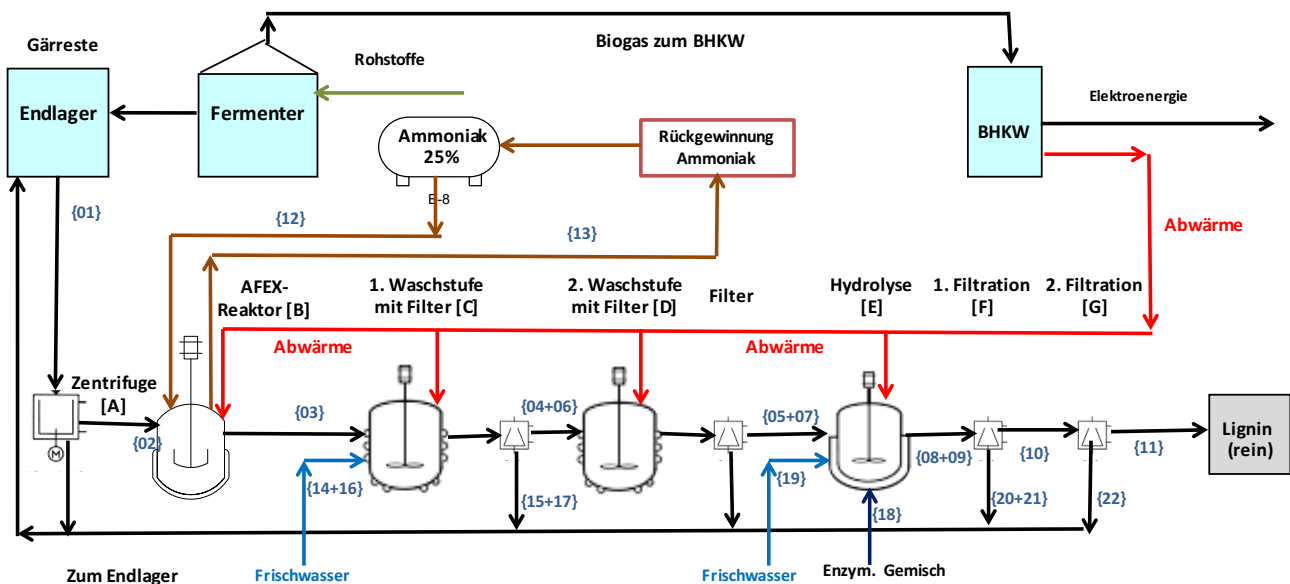 Biogas zum BHKW
Gärreste
Rohstoffe
Endlager
Fermenter
Ammoniak
25%
Rückgewinnung
Ammoniak
BHKW
Elektroenergie
E-8
{01}
{12}
{13}
Abwärme
AFEX-
Reaktor [B]
1. Waschstufe
mit Filter [C]
2. Waschstufe
mit Filter [D]
Filter
Hydrolyse
[E]
1. Filtration
[F]
2. Filtration
[G]
Abwärme
Abwärme
Zentrifuge
[A]
M
{02}
{03}
{04+06}
{05+07}
{08+09}
{10}
{11}
Lignin
(rein)
{14+16}
{15+17}
{19}
{18}
{20+21}
{22}
Zum Endlager
Frischwasser
Frischwasser
Enzym. Gemisch